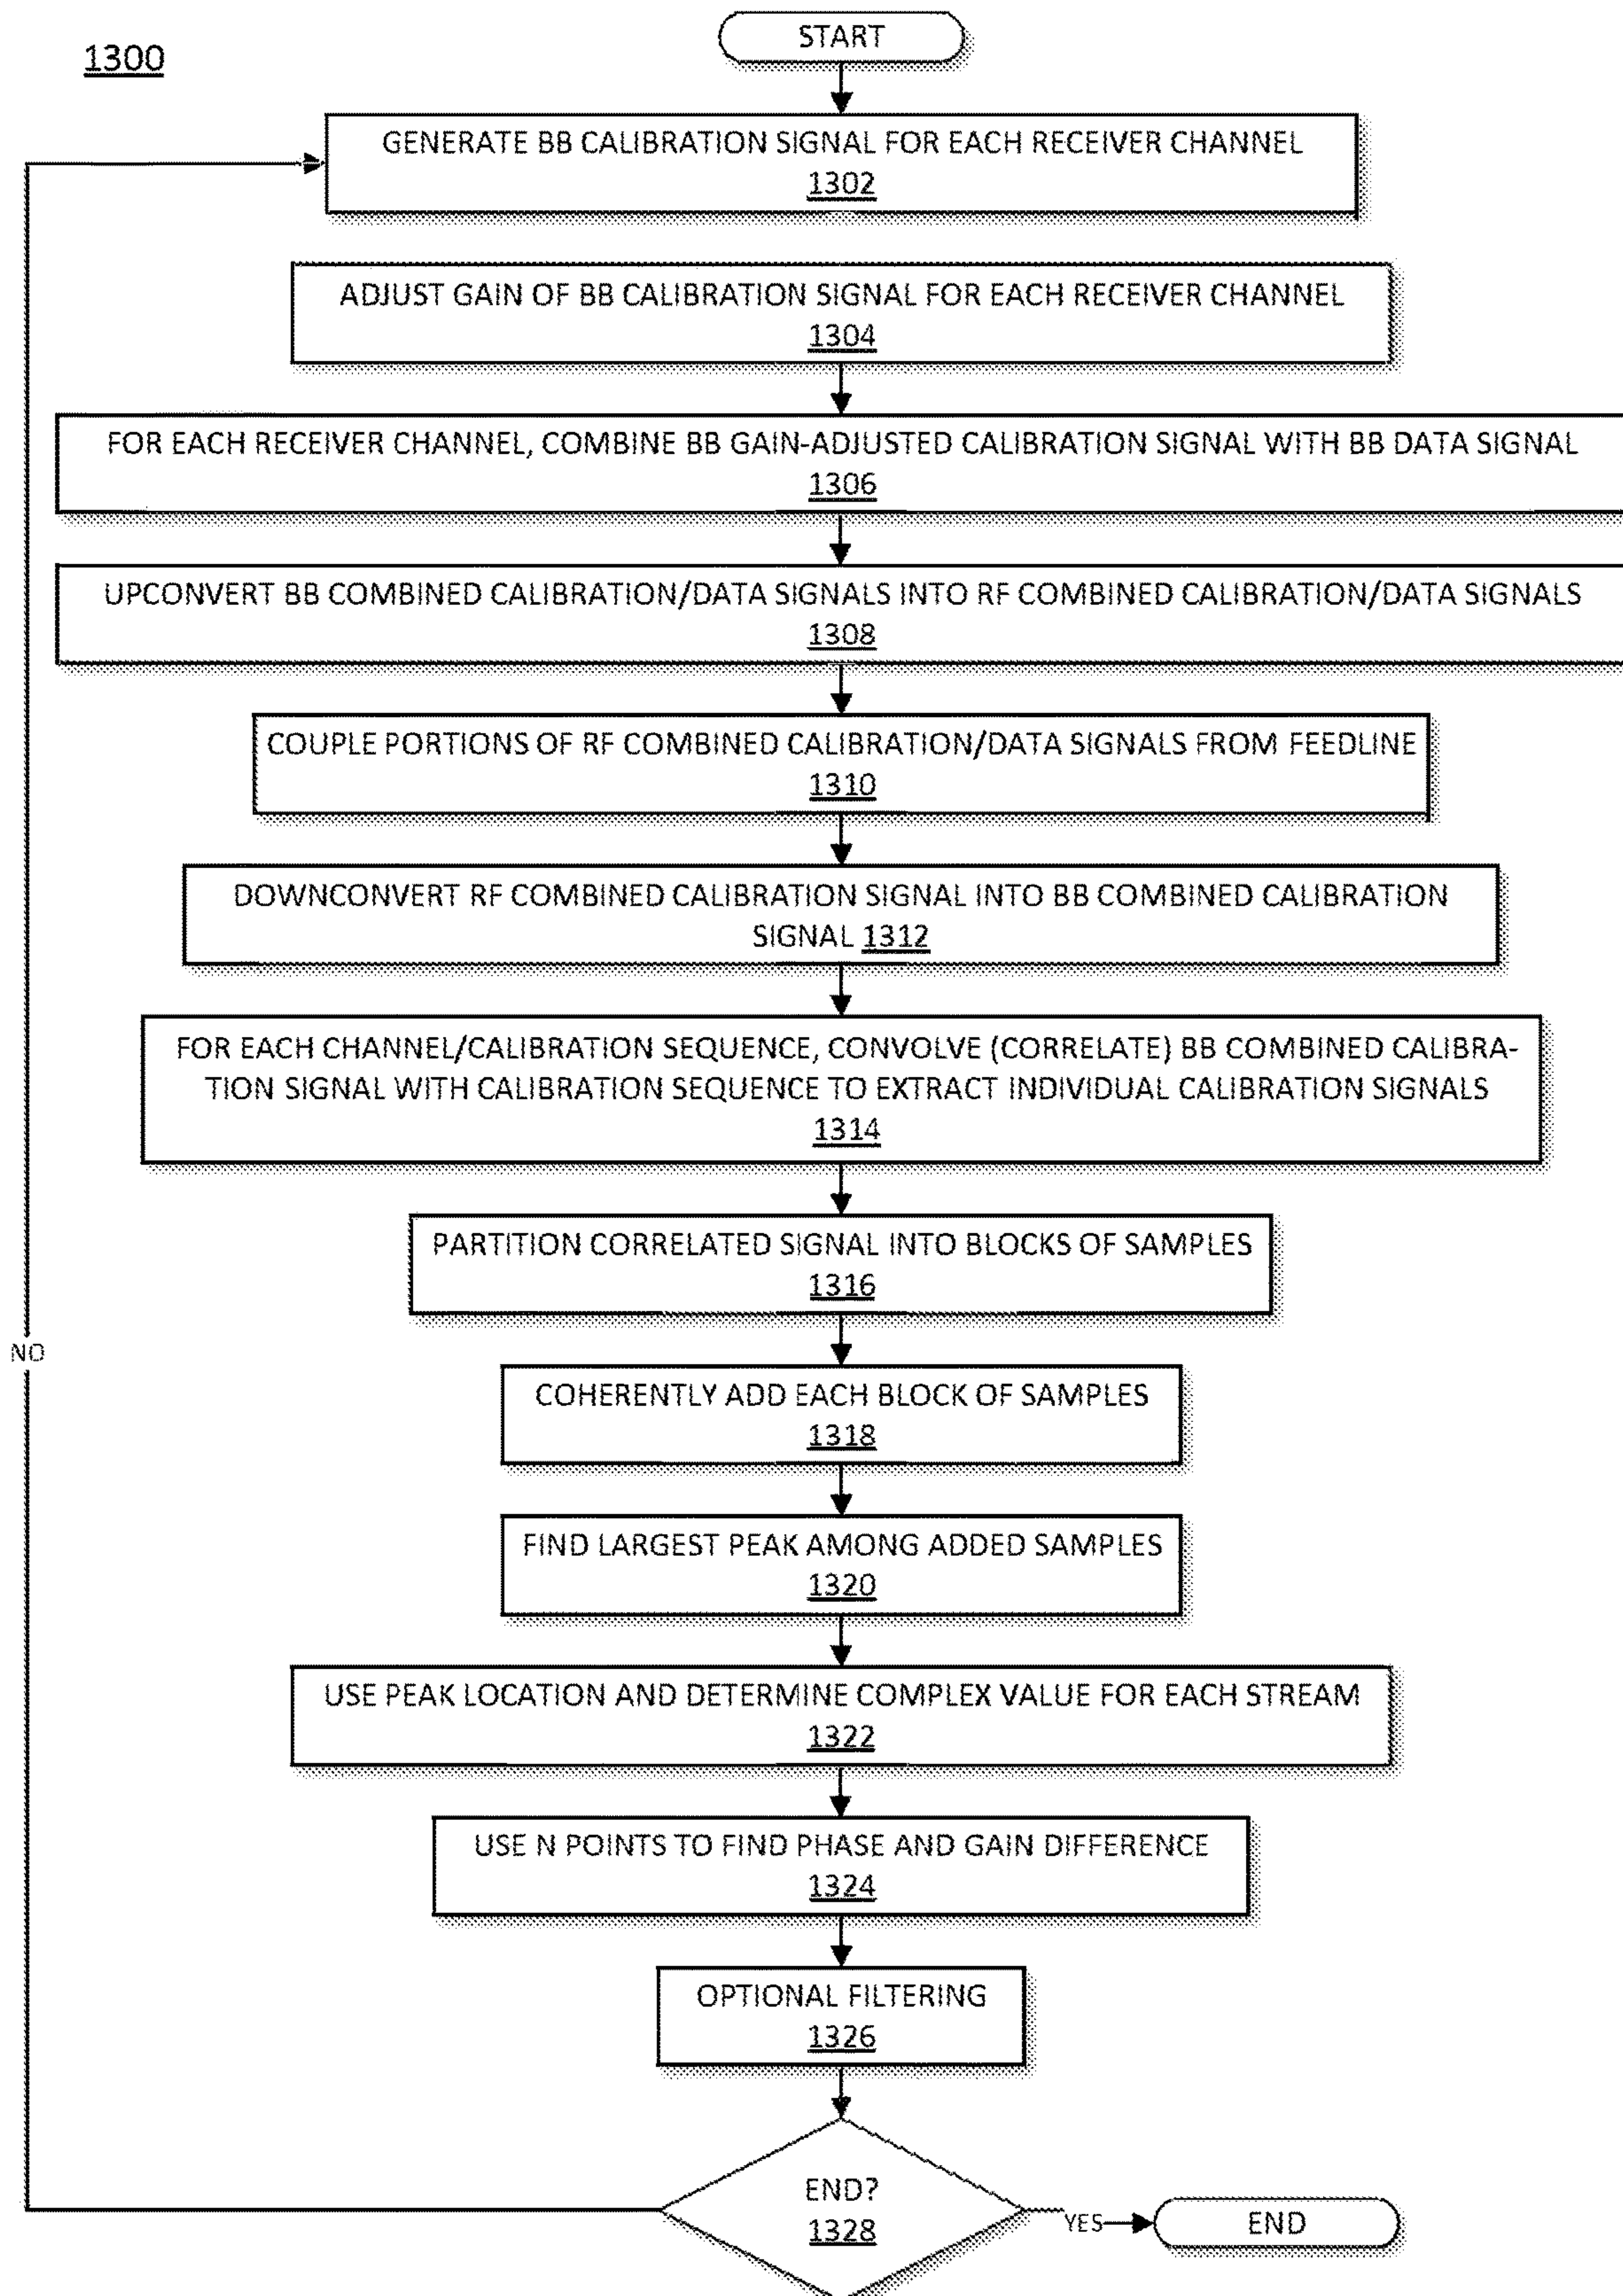 1300
START
GENERATE BB CALIBRATION SIGNAL FOR EACH RECEIVER CHANNEL
1302
ADJUST GAIN OF BB CALIBRATION SIGNAL FOR EACH RECEIVER CHANNEL
1304
FOR EACH RECEIVER CHANNEL, COMBINE BB GAIN-ADJUSTED CALIBRATION SIGNAL WITH BB DATA SIGNAL
1306
UPCONVERT BB COMBINED CALIBRATION/DATA SIGNALS INTO RF COMBINED CALIBRATION/DATA SIGNALS
1308
COUPLE PORTIONS OF RF COMBINED CALIBRATION/DATA SIGNALS FROM FEEDLINE
1310
DOWNCONVERT RF COMBINED CALIBRATION SIGNAL INTO BB COMBINED CALIBRATION
SIGNAL 1312
FOR EACH CHANNEL/CALIBRATION SEQUENCE, CONVOLVE (CORRELATE) BB COMBINED CALIBRA-
TION SIGNAL WITH CALIBRATION SEQUENCE TO EXTRACT INDIVIDUAL CALIBRATION SIGNALS
1314
PARTITION CORRELATED SIGNAL INTO BLOCKS OF SAMPLES
1316
NO
COHERENTLY ADD EACH BLOCK OF SAMPLES
1318
FIND LARGEST PEAK AMONG ADDED SAMPLES
1320
USE PEAK LOCATION AND DETERMINE COMPLEX VALUE FOR EACH STREAM
1322
USE N POINTS TO FIND PHASE AND GAIN DIFFERENCE
1324
OPTIONAL FILTERING
1326
END?
1328
YES
END